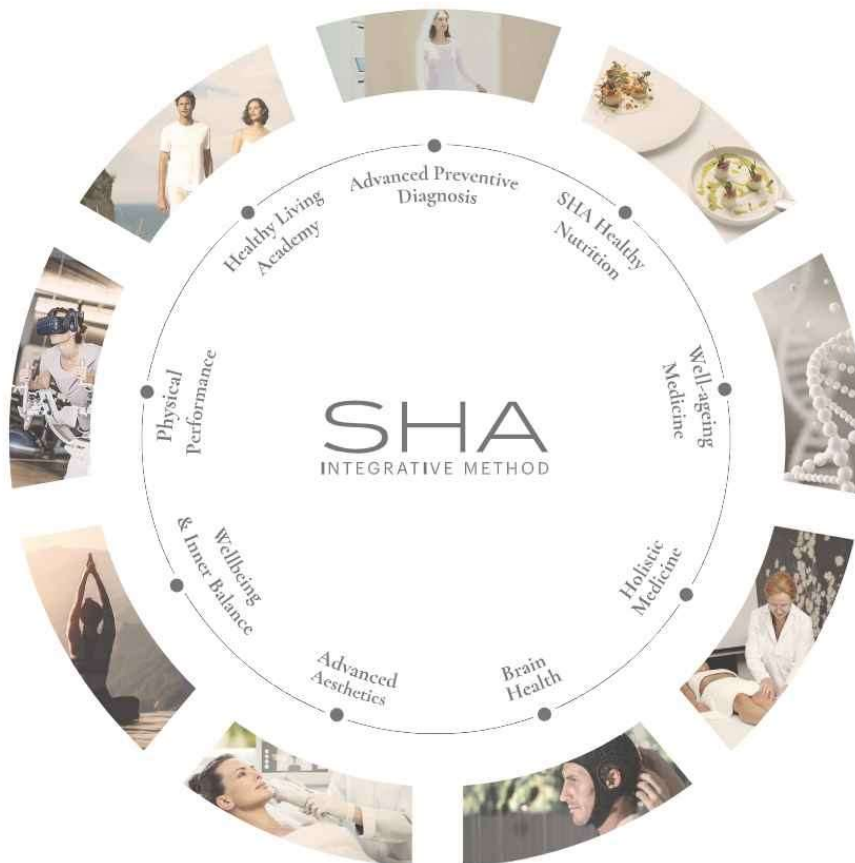 Advanced Preventive
Diagnosis
SHA Healthy
Nutrition
Well-ageing
Medicine
Holistic
Medicine
Brain
Health
Advanced
Aesthetics
Wellbeing
& Inner Balance
Physical
Performance
Healthy Living
Academy
SHA
INTEGRATIVE METHOD